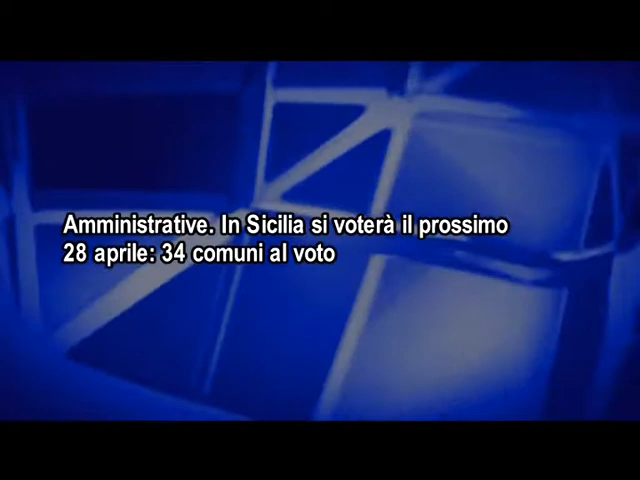 Amministrative. In Sicilia si voterà il prossimo
28 aprile: 34 comuni al voto